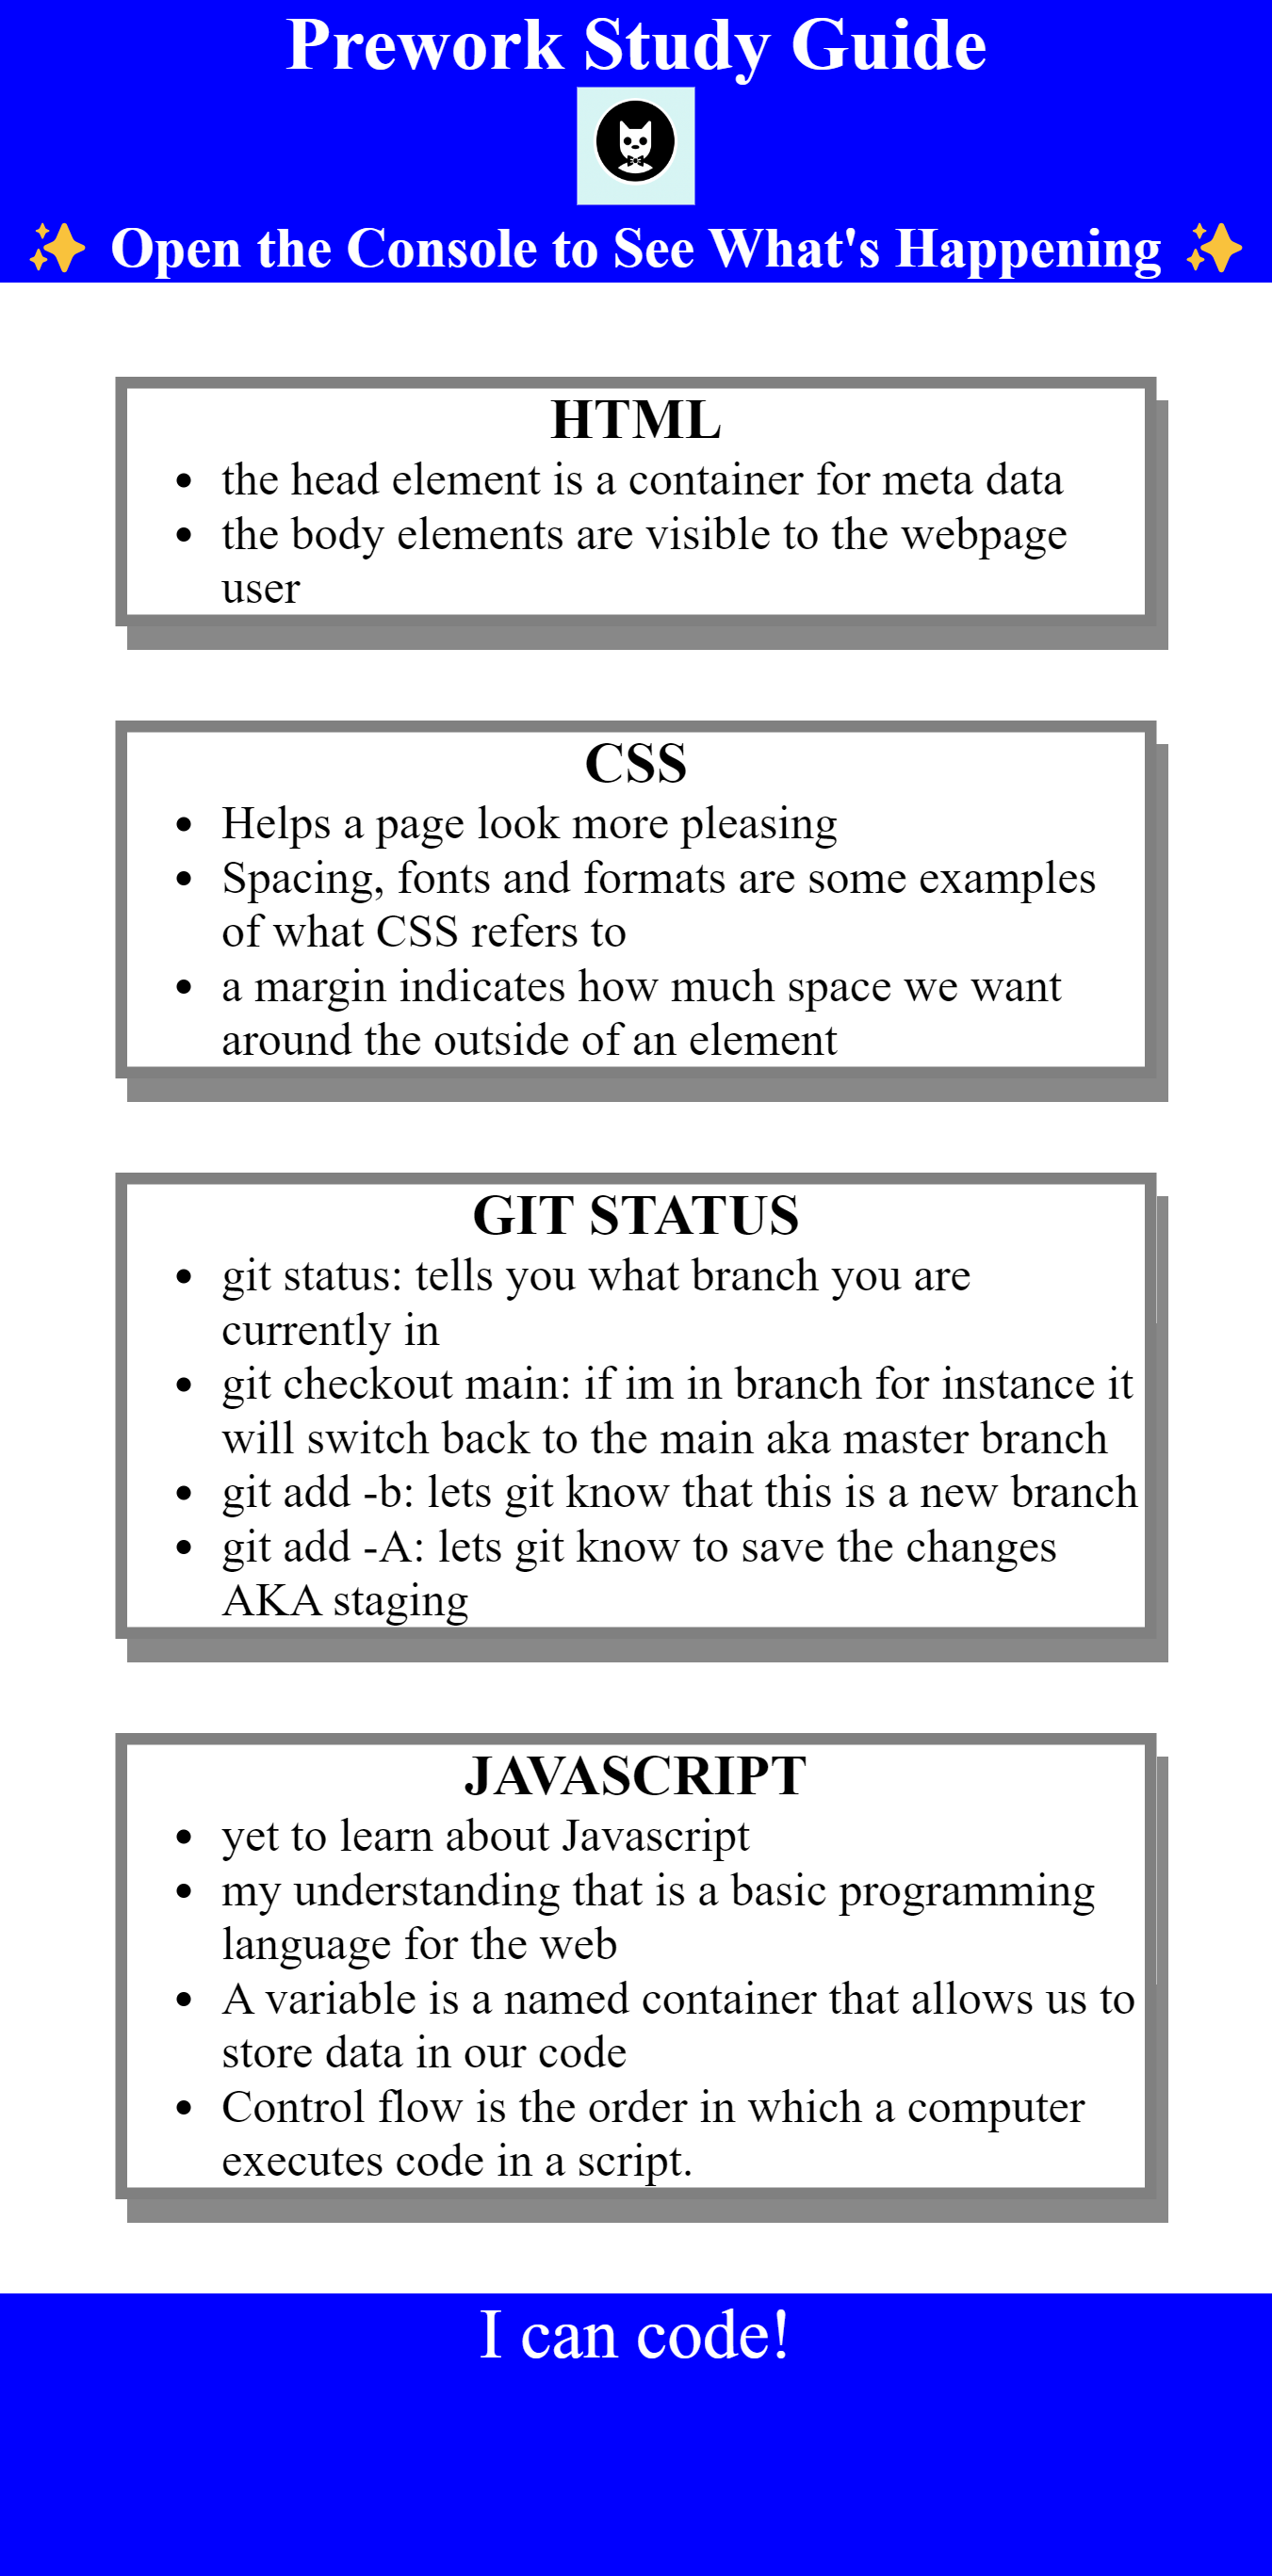 Prework Study Guide
✨ Open the Console to See What's Happening ✨
HTML
• the head element is a container for meta data
• the body elements are visible to the webpage
user
CSS
• Helps a page look more pleasing
• Spacing, fonts and formats are some examples
of what CSS refers to
• a margin indicates how much space we want
around the outside of an element
GIT STATUS
• git status: tells you what branch you are
currently in
• git checkout main: if im in branch for instance it
will switch back to the main aka master branch
• git add -b: lets git know that this is a new branch
• git add -A: lets git know to save the changes
AKA staging
JAVASCRIPT
• yet to learn about Javascript
• my understanding that is a basic programming
language for the web
• A variable is a named container that allows us to
store data in our code
• Control flow is the order in which a computer
executes code in a script.
I can code!